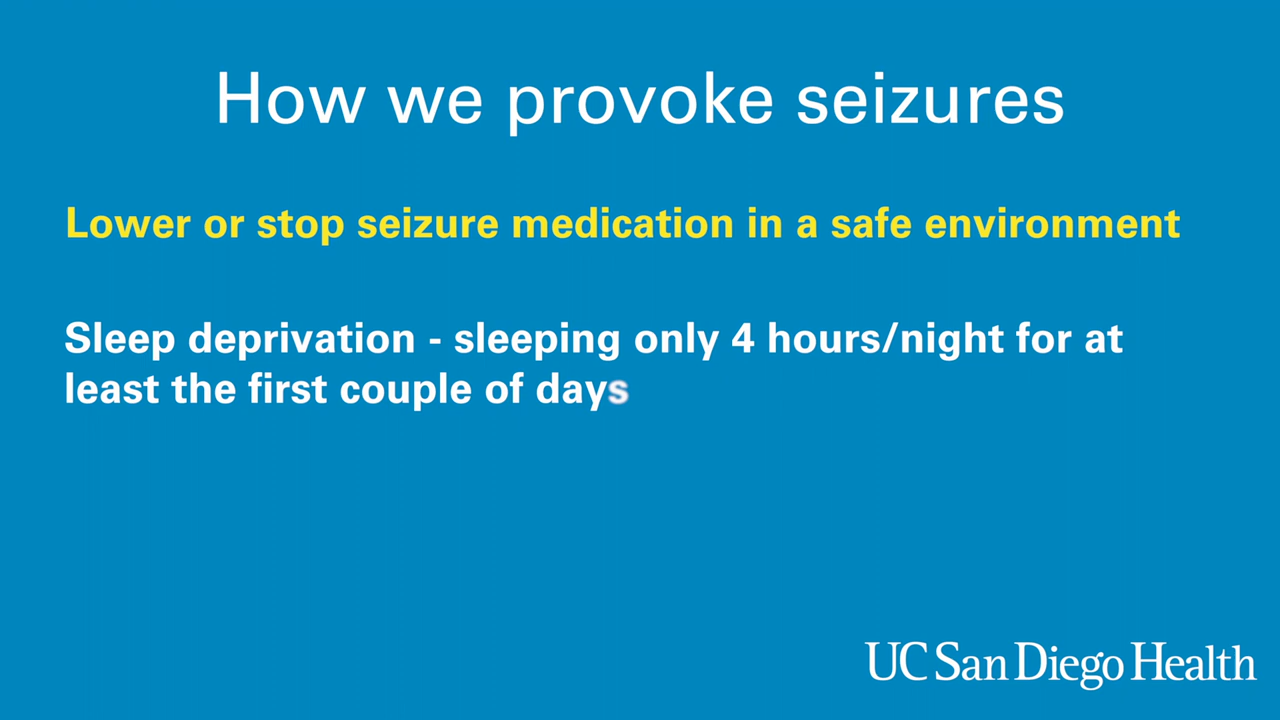 How we provoke seizures
Lower or stop seizure medication in a safe environment
Sleep deprivation - sleeping only 4 hours/night for at
least the first couple of days
UC San Diego Health